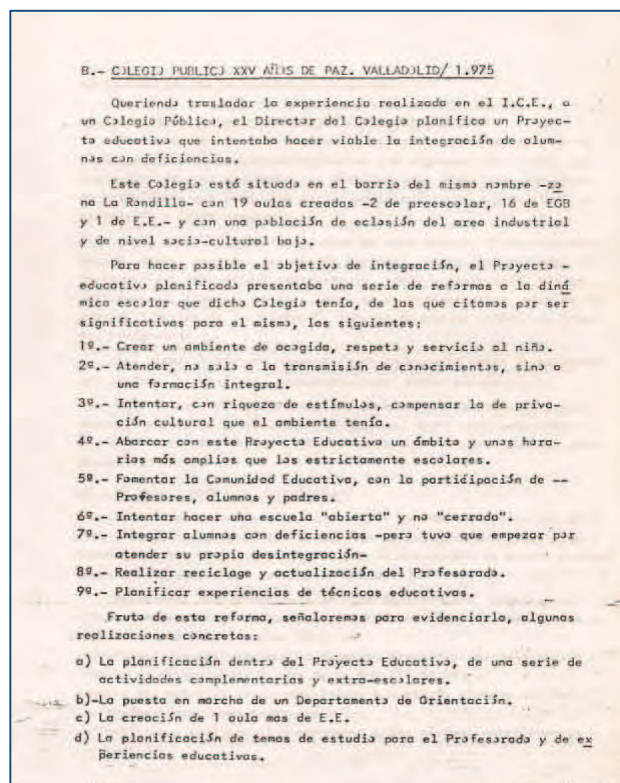 B.- COLEGIO PUBLICO XXV AÑOS DE PAZ. VALLADOLID/ 1.975
Queriendo trasladar la experiencia realizada en el I.C.E., a
un Colegio Público, el Director del Colegio planifica un Proyec-
to educativo que intentaba hacer viable la integración de alum-
nos con deficiencias.
Este Colegio está situado en el barrio del mismo nombre -zo
na La Rondilla- con 19 aulas creadas -2 de preescolar, 16 de EGB
y 1 de E.E.- y con una población de eclosión del area industrial
y de nivel socio-cultural bajo.
Para hacer posible el objetivo de integración, el Proyecto -
educativo planificado presentaba una serie de reformas a la diná
mica escolar que dicho Colegio tenía, de las que citamos por ser
significativas para el mismo, las siguientes:
1º.- Crear un ambiente de acogida, respeto y servicio al niño.
2º.- Atender, no solo a la transmisión de conocimientos, sino a
una formación integral.
3º.- Intentar, con riqueza de estímulos, compensar la de priva-
ción cultural que el ambiente tenía.
4º.- Abarcar con este Proyecto Educativo un ámbito y unos hora-
rios más amplios que los estrictamente escolares.
5º.- Fomentar la Comunidad Educativa, con la partidipación de --
Profesores, alumnos y padres.
6º.- Intentar hacer una escuela "abierta" y no "cerrada".
7º.- Integrar alumnos con deficiencias -pero tuvo que empezar por
atender su propia desintegración-
8º.- Realizar reciclage y actualización del Profesorado.
9º.- Planificar experiencias de técnicas educativas.
Fruto de esta reforma, señalaremos para evidenciarlo, algunas
realizaciones concretas:
a) La planificación dentro del Proyecto Educativo, de una serie de
actividades complementarias y extra-escolares.
b)-La puesta en marcha de un Departamento de Orientación.
c) La creación de 1 aula mas de E.E.
d) La planificación de temas de estudio para el Profesorado y de ex
periencias educativas.